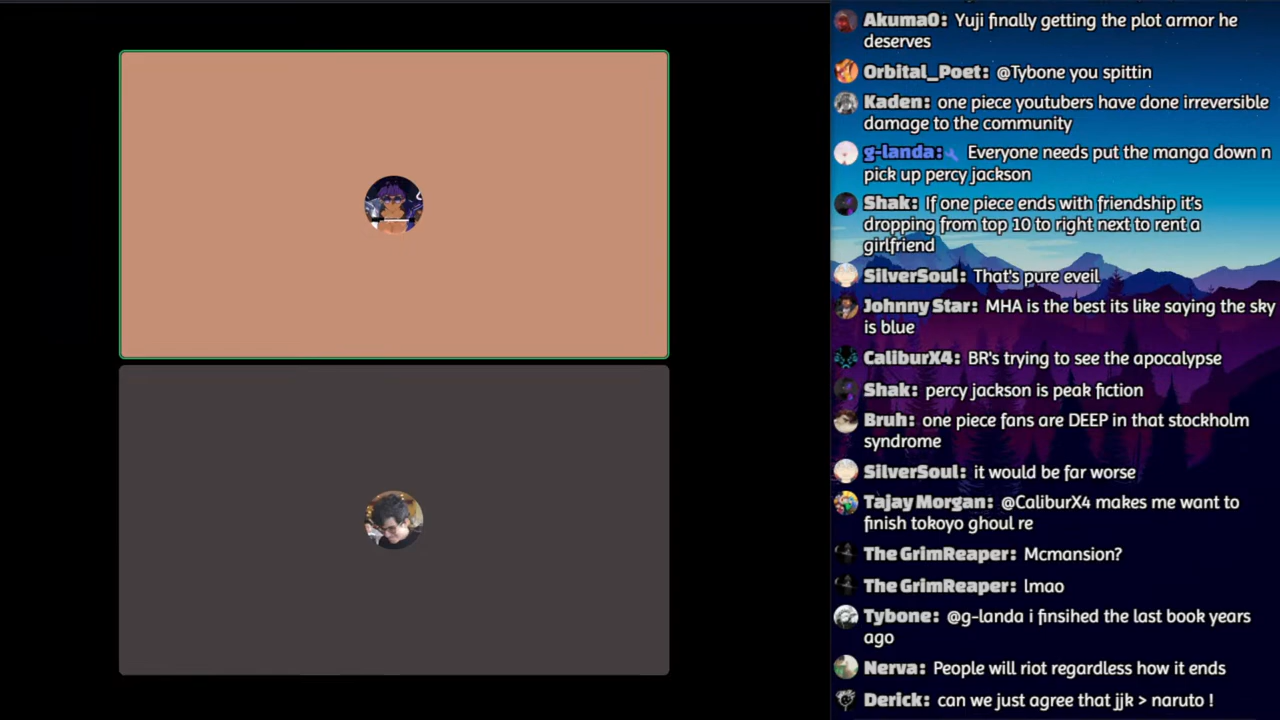 Akuma0: Yuji finally getting the plot armor he
deserves
Orbital_Poet: @Tybone you spittin
Kaden: one piece youtubers have done irreversible
damage to the community
g-landa: Everyone needs put the manga down n
pick up percy jackson
Shak: If one piece ends with friendship it's
dropping from top 10 to right next to rent a
girlfriend
SilverSoul: That's pure eveil
Johnny Star: MHA is the best its like saying the sky
is blue
CaliburX4: BR's trying to see the apocalypse
Shak: percy jackson is peak fiction
Bruh: one piece fans are DEEP in that stockholm
syndrome
SilverSoul: it would be far worse
Tajay Morgan: @CaliburX4 makes me want to
finish tokoyo ghoul re
The GrimReaper: Mcmansion?
The GrimReaper: lmao
Tybone: @g-landa i finsihed the last book years
ago
Nerva: People will riot regardless how it ends
Derick: can we just agree that jjk > naruto !